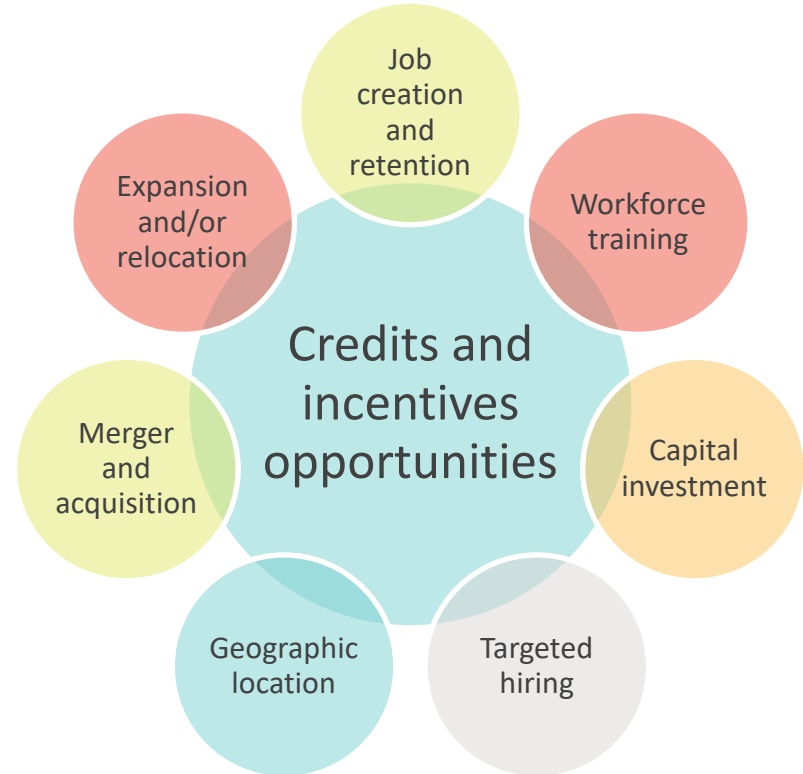 Job
creation
and
retention
Expansion
and/or
relocation
Workforce
training
Credits and
incentives
opportunities
Merger
and
acquisition
Capital
investment
Geographic
location
Targeted
hiring